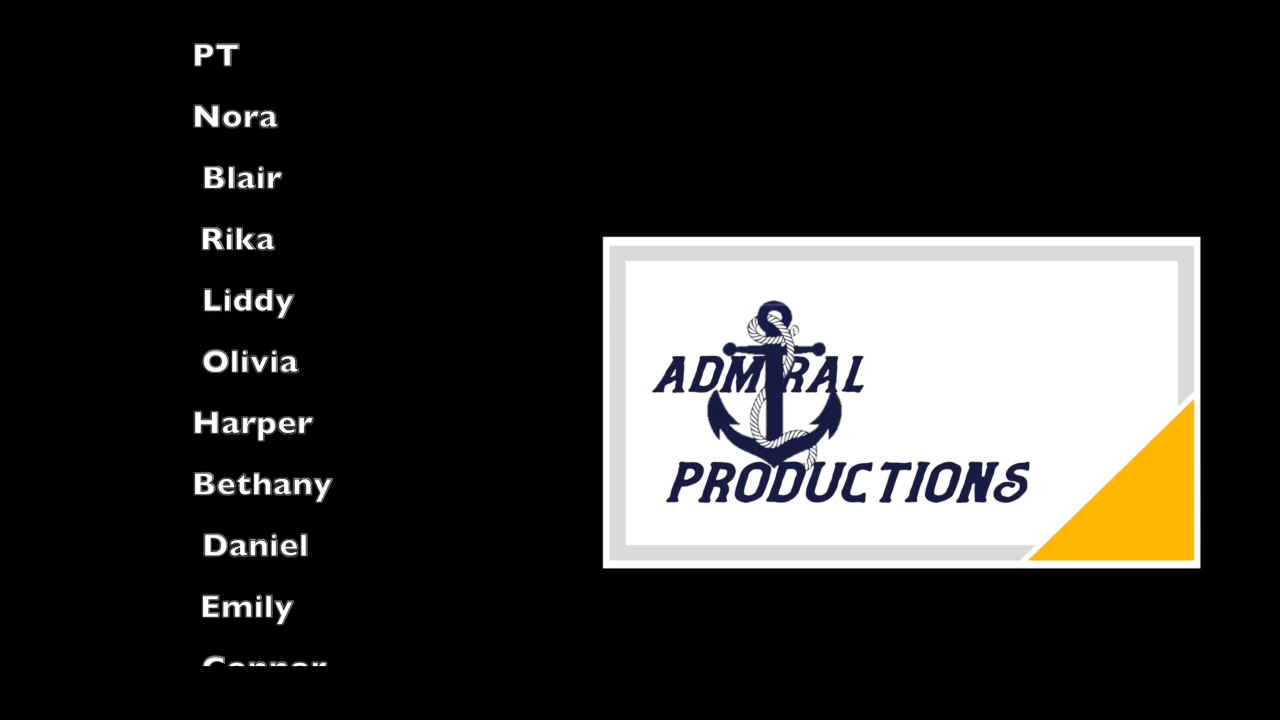 PT
Nora
Blair
Rika
Liddy
Olivia
Harper
Bethany
Daniel
Emily
ADMIRAL
PRODUCTIONS